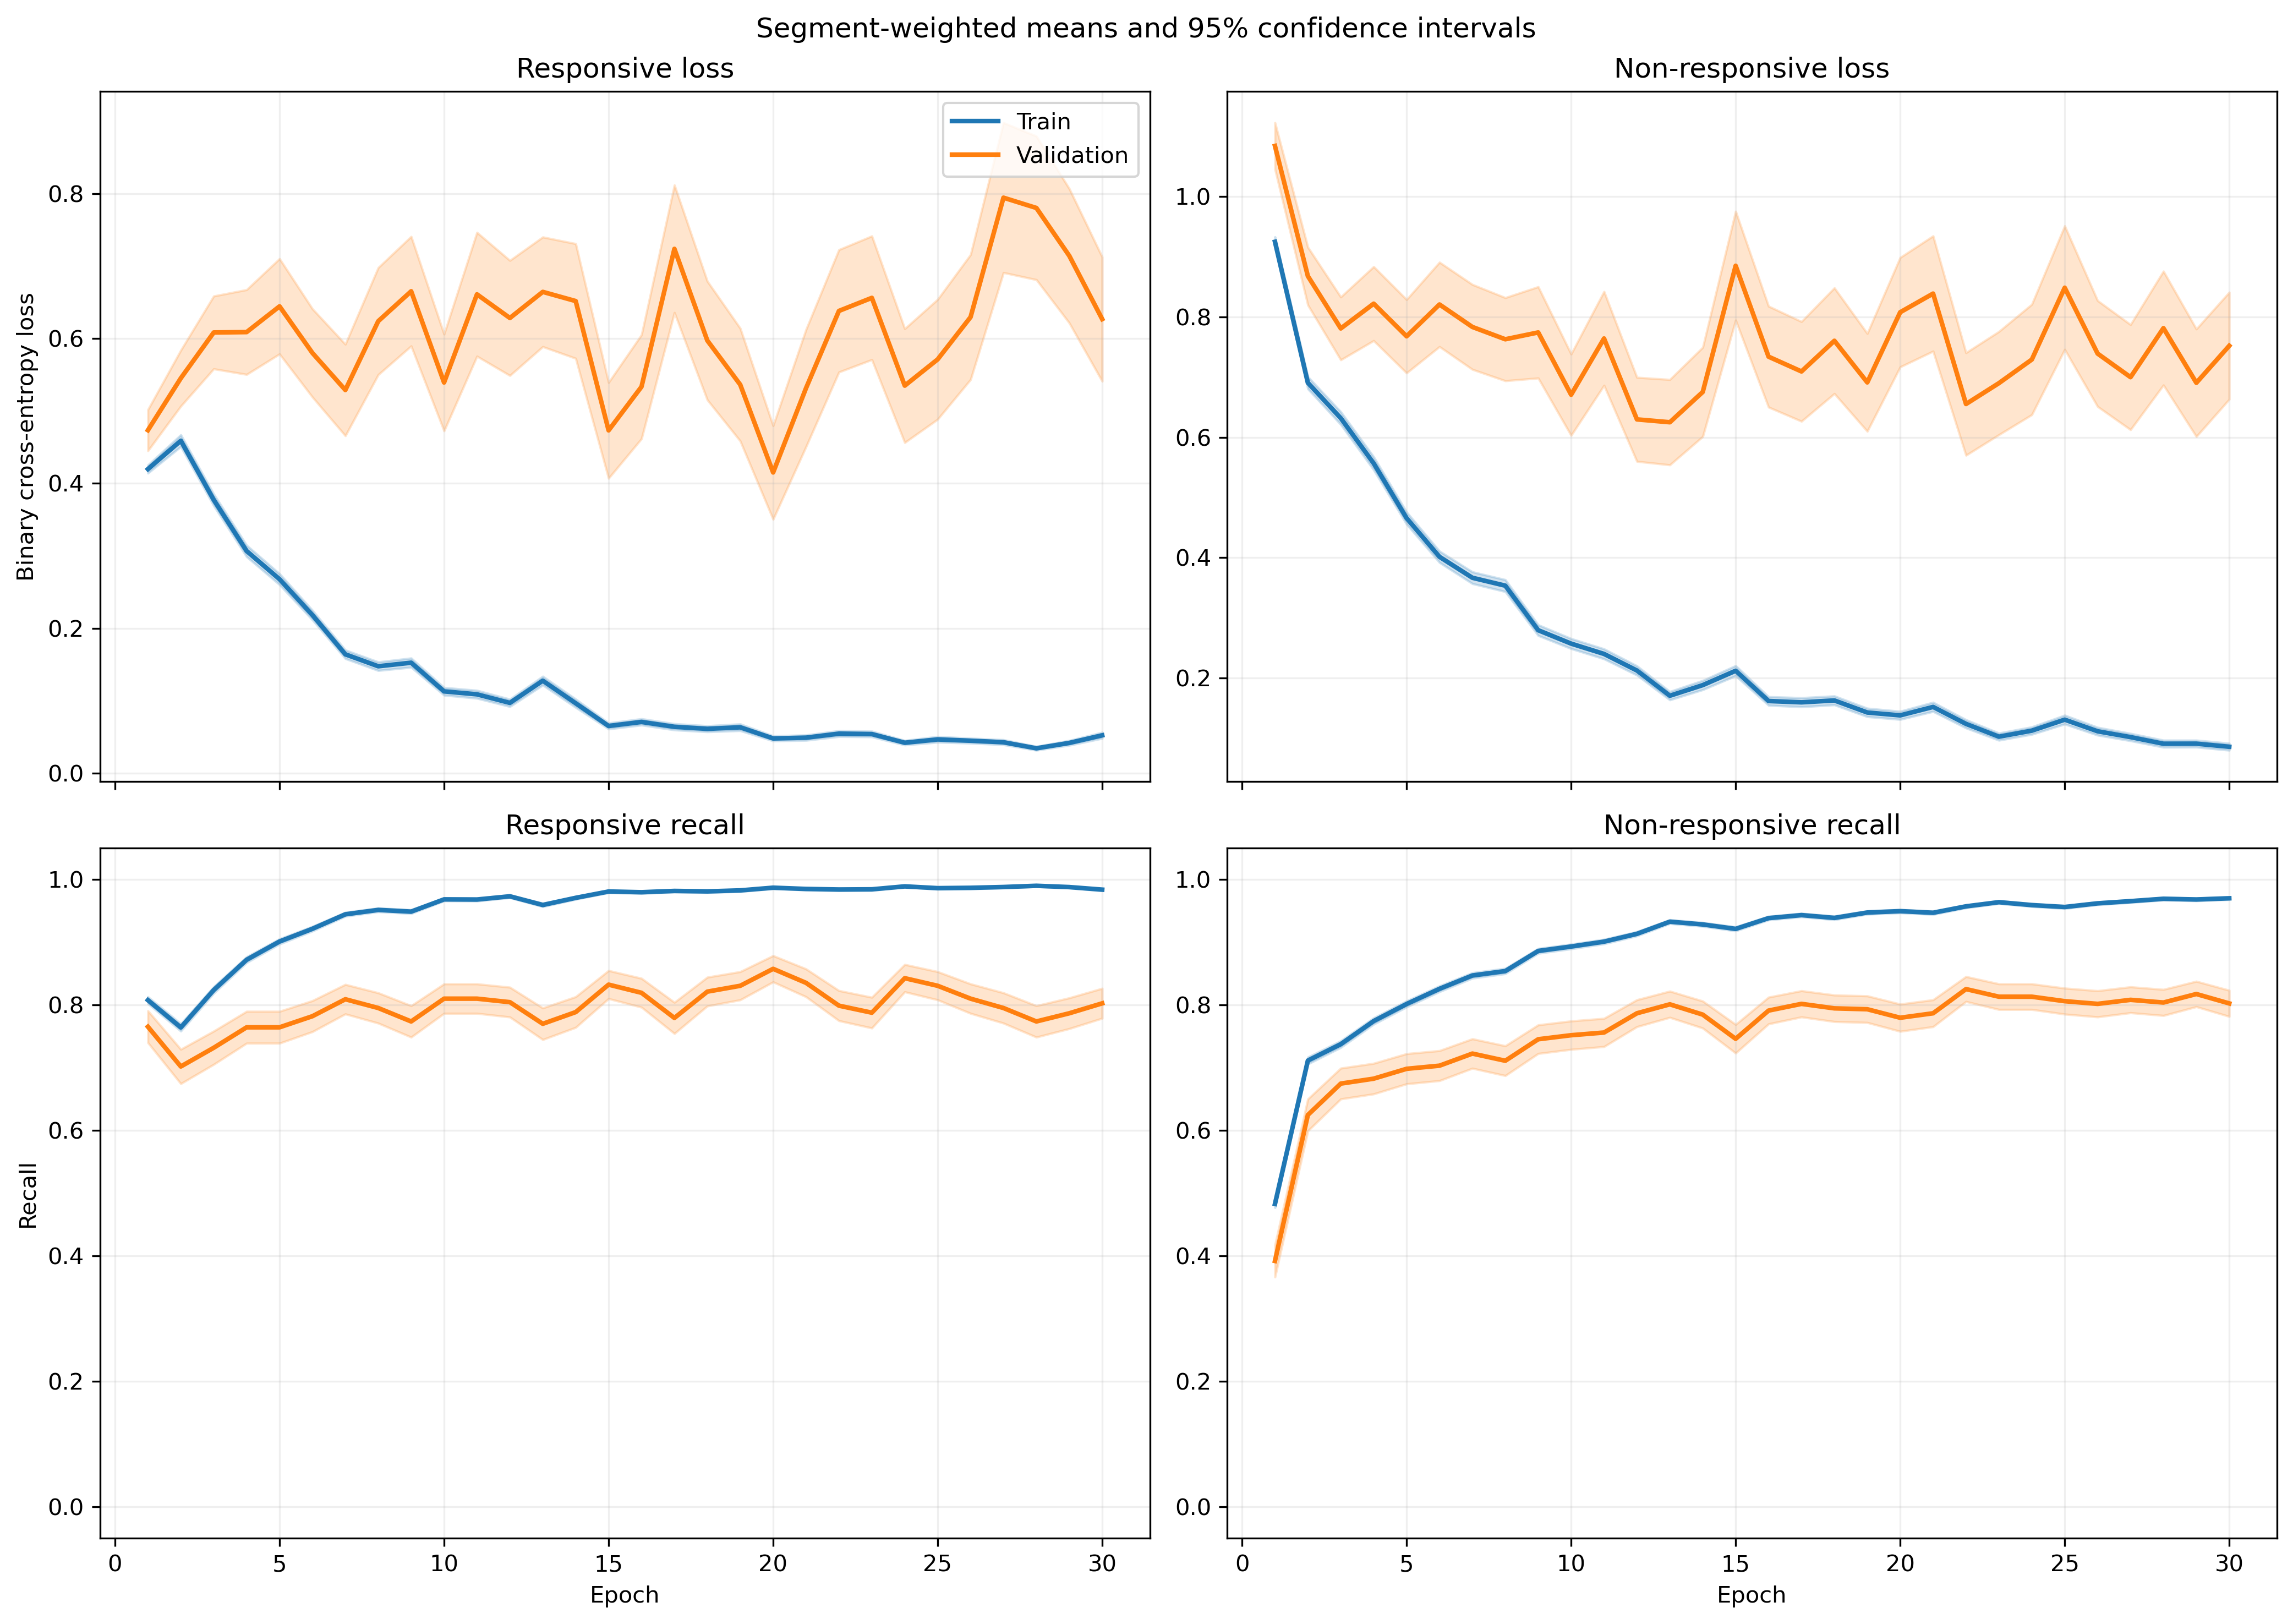 Segment-weighted means and 95% confidence intervals
Responsive loss
Non-responsive loss
Train
Validation
Binary cross-entropy loss
0.8
0.6
0.4
0.2
0.0
1.0
0.8
0.6
0.4
0.2
Responsive recall
Non-responsive recall
Recall
1.0
0.8
0.6
0.4
0.2
0.0
1.0
0.8
0.6
0.4
0.2
0.0
0 5 10 15 20 25 30
0 5 10 15 20 25 30
Epoch
Epoch